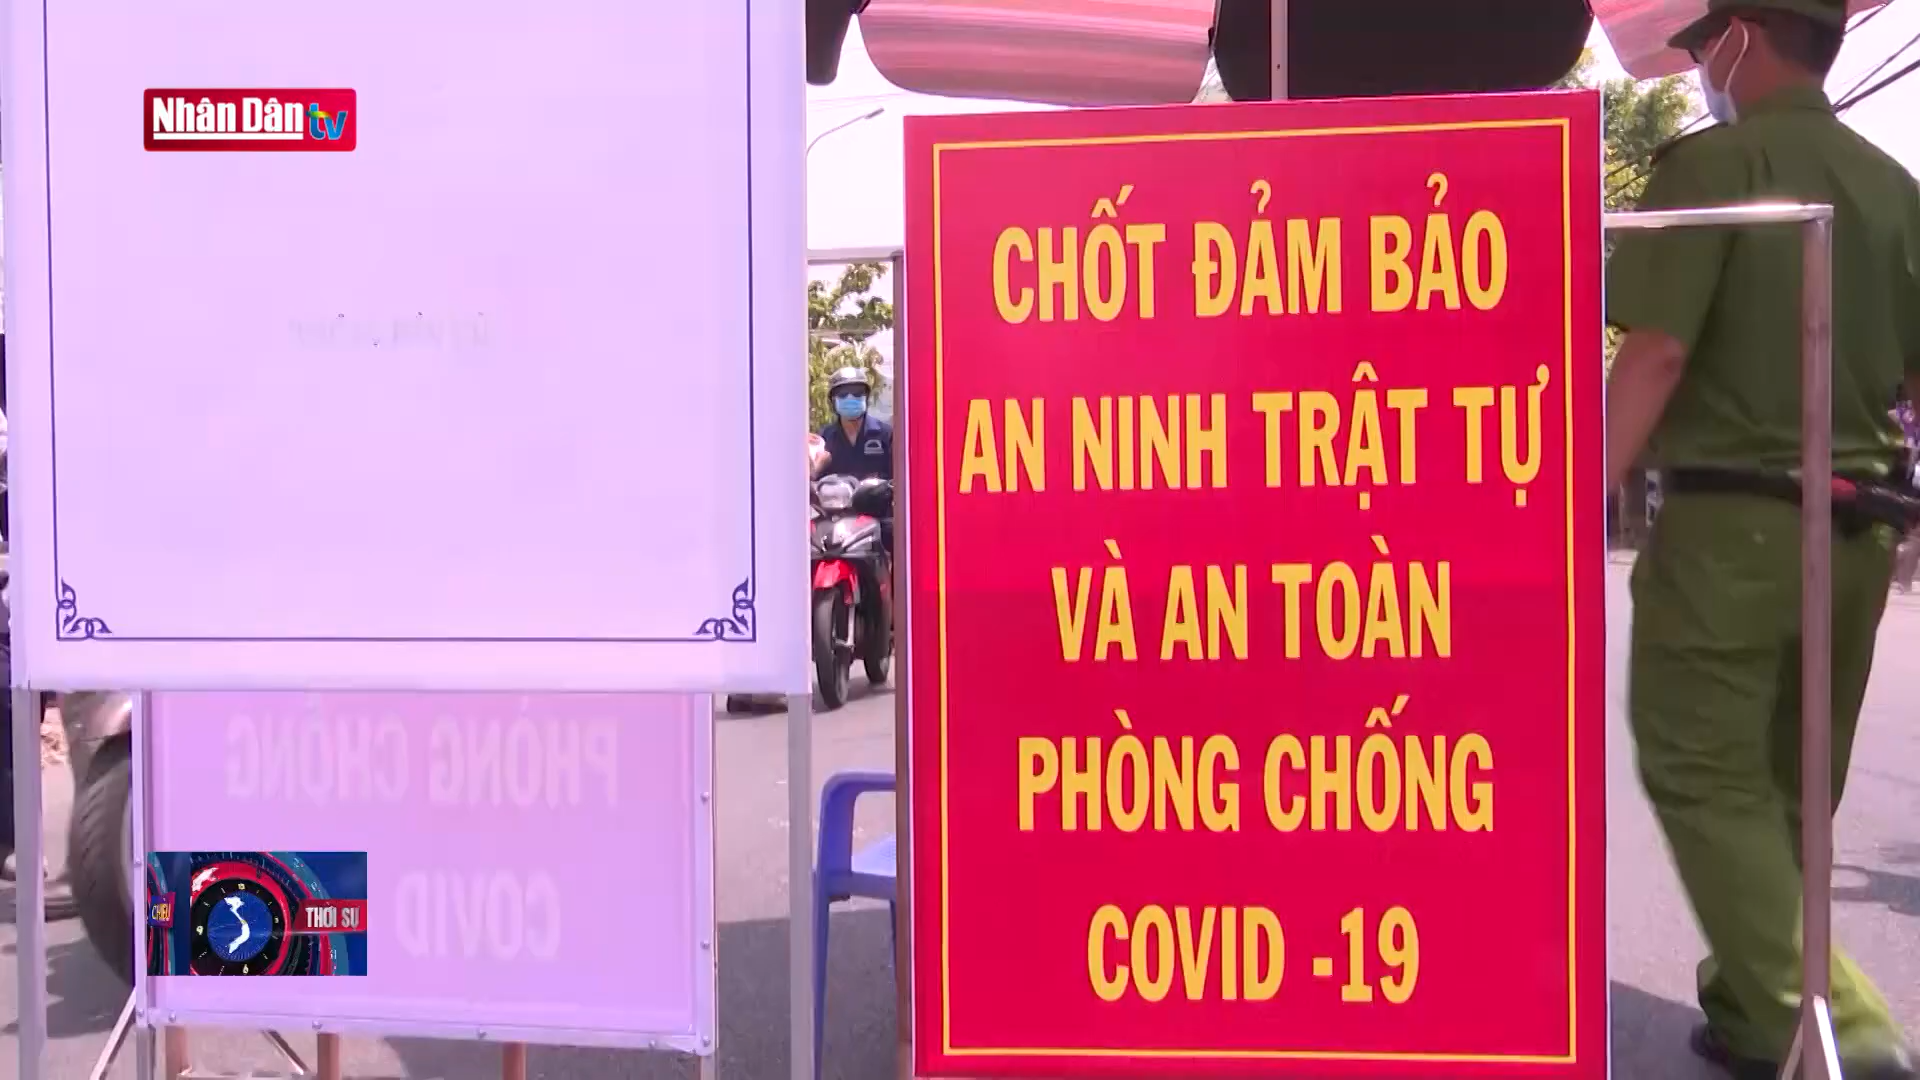 Nhân Dân tv
CHỐT ĐẢM BẢO
AN NINH TRẬT TỰ
VÀ AN TOÀN
PHÒNG CHỐNG
COVID -19
PHÒNG CHỐNG
COVID
CHIỀU
THỜI SỰ